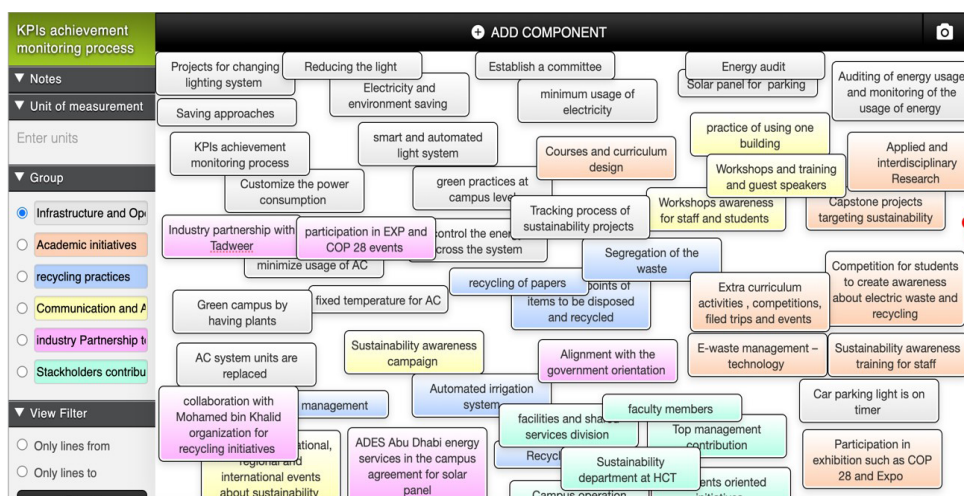 KPIs achievement
monitoring process
ADD COMPONENT
Notes
Unit of measurement
Enter units
Group
Infrastructure and Op
Academic initiatives
recycling practices
Communication and A
industry Partnership t
Stackholders contribu
View Filter
Only lines from
Only lines to
Projects for changing
lighting system
Reducing the light
Establish a committee
Energy audit
Solar panel for parking
Auditing of energy usage
and monitoring of the
usage of energy
Saving approaches
Electricity and
environment saving
minimum usage of
electricity
KPIs achievement
monitoring process
smart and automated
light system
Courses and curriculum
design
practice of using one
building
Workshops and training
and guest speakers
Applied and
interdisciplinary
Research
Customize the power
consumption
green practices at
campus level
Tracking process of
sustainability projects
Workshops awareness
for staff and students
Capstone projects
targeting sustainability
Industry partnership with
Tadweer
participation in EXP and
COP 28 events
control the energy
across the system
minimize usage of AC
Segregation of the
waste
recycling of papers
points of
items to be disposed
and recycled
Extra curriculum
activities , competitions,
filed trips and events
Competition for students
to create awareness
about electric waste and
recycling
Green campus by
having plants
fixed temperature for AC
AC system units are
replaced
Sustainability awareness
campaign
Alignment with the
government orientation
E-waste management –
technology
Sustainability awareness
training for staff
collaboration with
Mohamed bin Khalid
organization for
recycling initiatives
management
Automated irrigation
system
facilities and shared
services division
faculty members
Top management
contribution
Car parking light is on
timer
regional and
international events
about sustainability
ADES Abu Dhabi energy
services in the campus
agreement for solar
panel
Sustainability
department at HCT
Participation in
exhibition such as COP
28 and Expo
Campus operation
oriented